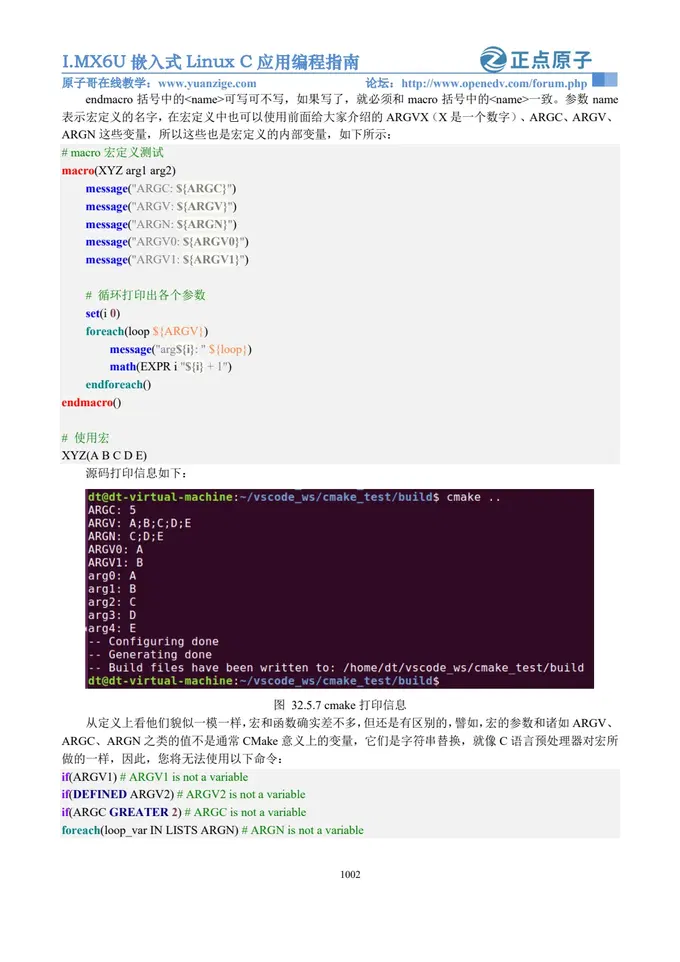 I.MX6U 嵌入式 Linux C 应用编程指南
正点原子
原子哥在线教学：www.yuanzige.com 论坛：http://www.openedv.com/forum.php
endmacro 括号中的<name>可写可不写，如果写了，就必须和 macro 括号中的<name>一致。参数 name
表示宏定义的名字，在宏定义中也可以使用前面给大家介绍的 ARGVX（X 是一个数字）、ARGC、ARGV、
ARGN 这些变量，所以这些也是宏定义的内部变量，如下所示：
# macro 宏定义测试
macro(XYZ arg1 arg2)
message("ARGC: ${ARGC}")
message("ARGV: ${ARGV}")
message("ARGN: ${ARGN}")
message("ARGV0: ${ARGV0}")
message("ARGV1: ${ARGV1}")
# 循环打印出各个参数
set(i 0)
foreach(loop ${ARGV})
message("arg${i}: " ${loop})
math(EXPR i "${i} + 1")
endforeach()
endmacro()
# 使用宏
XYZ(A B C D E)
源码打印信息如下：
dt@dt-virtual-machine:~/vscode_ws/cmake_test/build$ cmake ..
ARGC: 5
ARGV: A;B;C;D;E
ARGN: C;D;E
ARGV0: A
ARGV1: B
arg0: A
arg1: B
arg2: C
arg3: D
arg4: E
-- Configuring done
-- Generating done
-- Build files have been written to: /home/dt/vscode_ws/cmake_test/build
dt@dt-virtual-machine:~/vscode_ws/cmake_test/build$
图 32.5.7 cmake 打印信息
从定义上看他们貌似一模一样，宏和函数确实差不多，但还是有区别的，譬如，宏的参数和诸如 ARGV、
ARGC、ARGN 之类的值不是通常 CMake 意义上的变量，它们是字符串替换，就像 C 语言预处理器对宏所
做的一样，因此，您将无法使用以下命令：
if(ARGV1) # ARGV1 is not a variable
if(DEFINED ARGV2) # ARGV2 is not a variable
if(ARGC GREATER 2) # ARGC is not a variable
foreach(loop_var IN LISTS ARGN) # ARGN is not a variable
1002